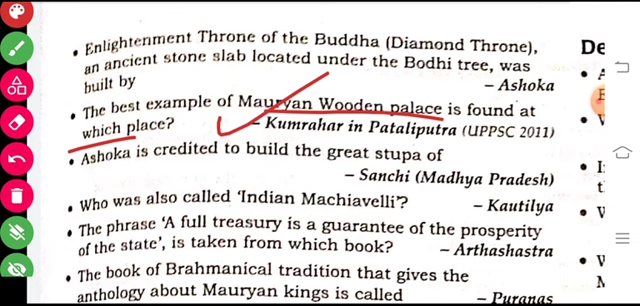 • Enlightenment Throne of the Buddha (Diamond Throne),
an ancient stone slab located under the Bodhi tree, was
built by – Ashoka
• The best example of Mauryan Wooden palace is found at
which place? – Kumrahar in Pataliputra (UPPSC 2011)
• Ashoka is credited to build the great stupa of
– Sanchi (Madhya Pradesh)
• Who was also called ‘Indian Machiavelli’? – Kautilya
• The phrase ‘A full treasury is a guarantee of the prosperity
of the state’, is taken from which book? – Arthashastra
• The book of Brahmanical tradition that gives the
anthology about Mauryan kings is called – Puranas
De